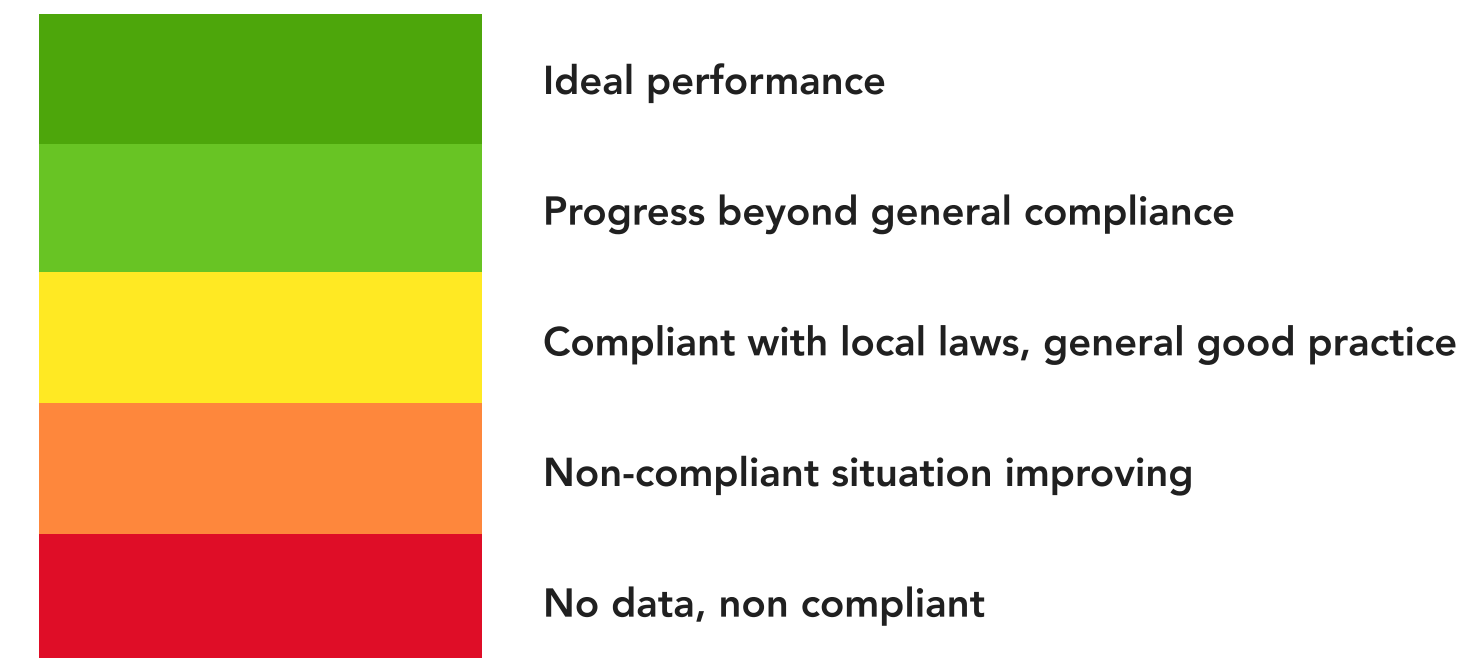 Ideal performance
Progress beyond general compliance
Compliant with local laws, general good practice
Non-compliant situation improving
No data, non compliant